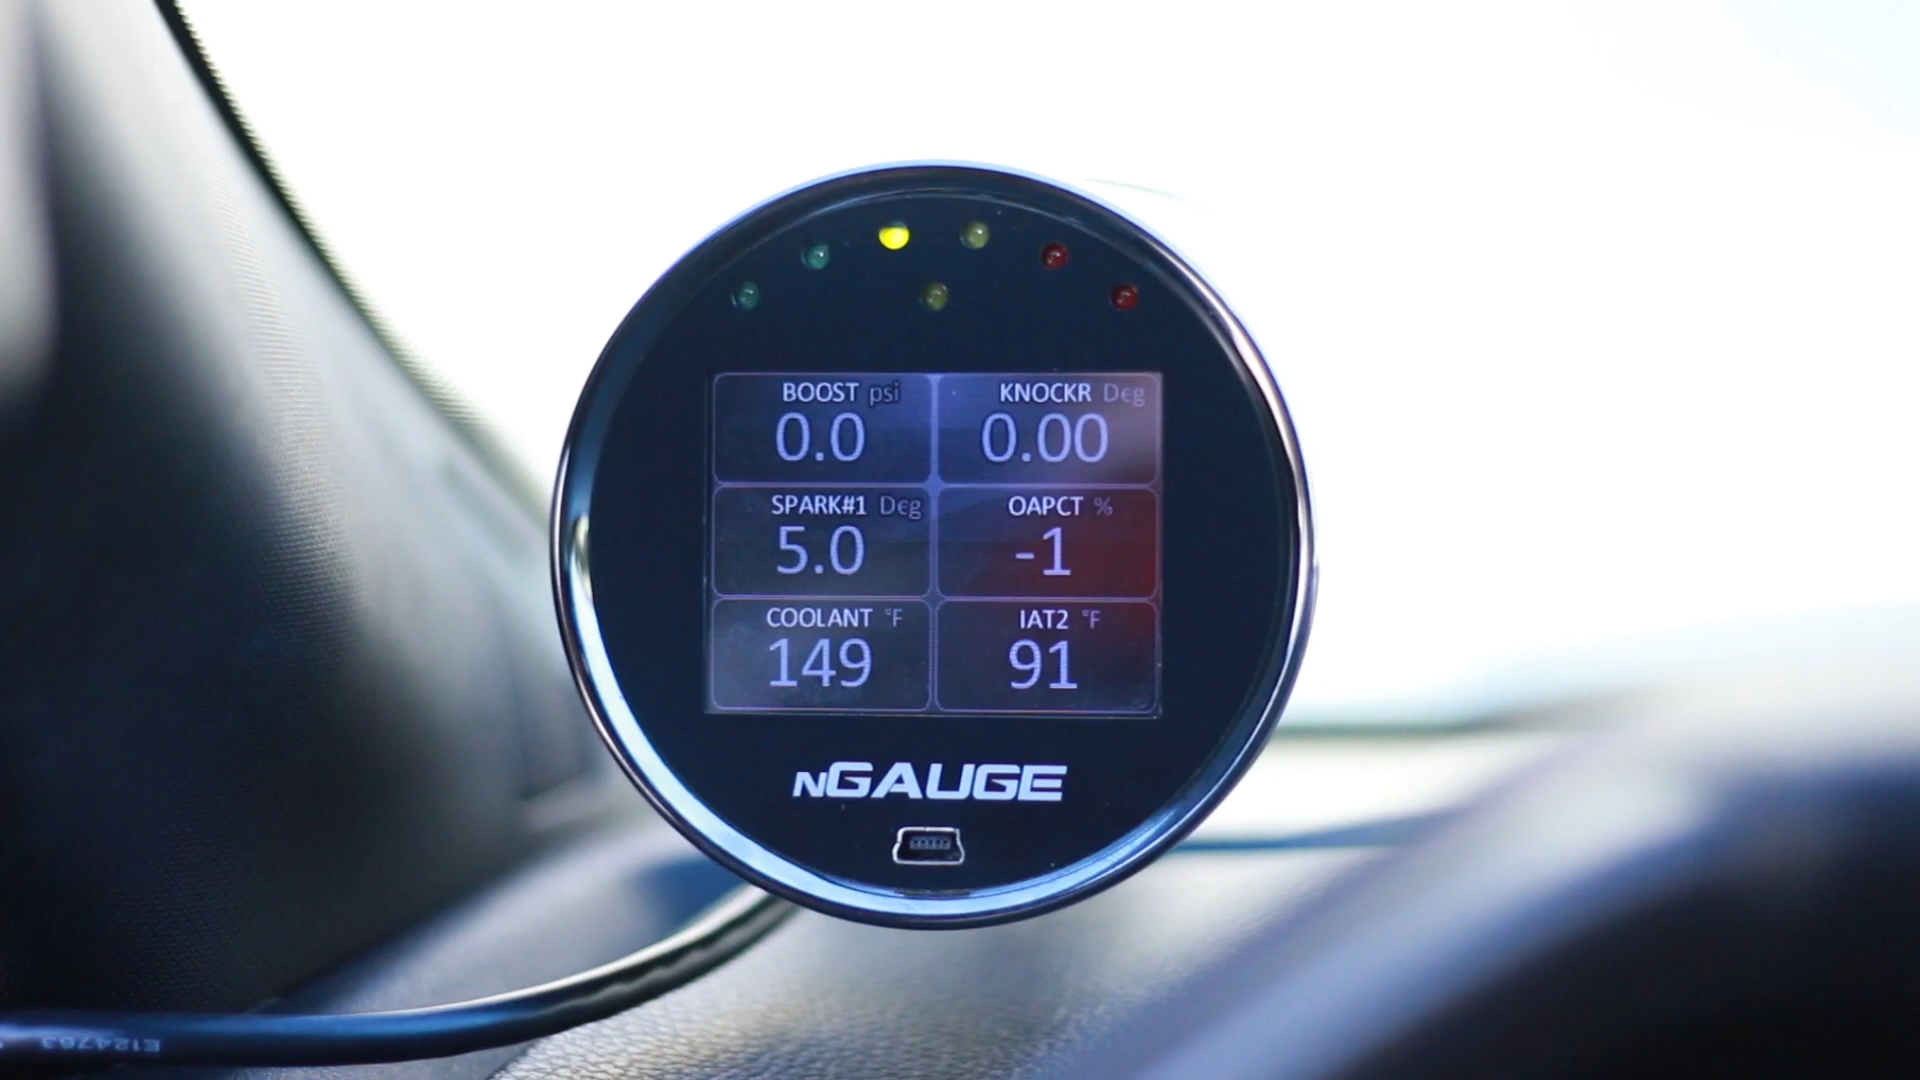 BOOST psi KNOCKR Deg
0.0 0.00
SPARK#1 Deg OAPCT %
5.0 -1
COOLANT °F IAT2 °F
149 91
nGAUGE
E124763